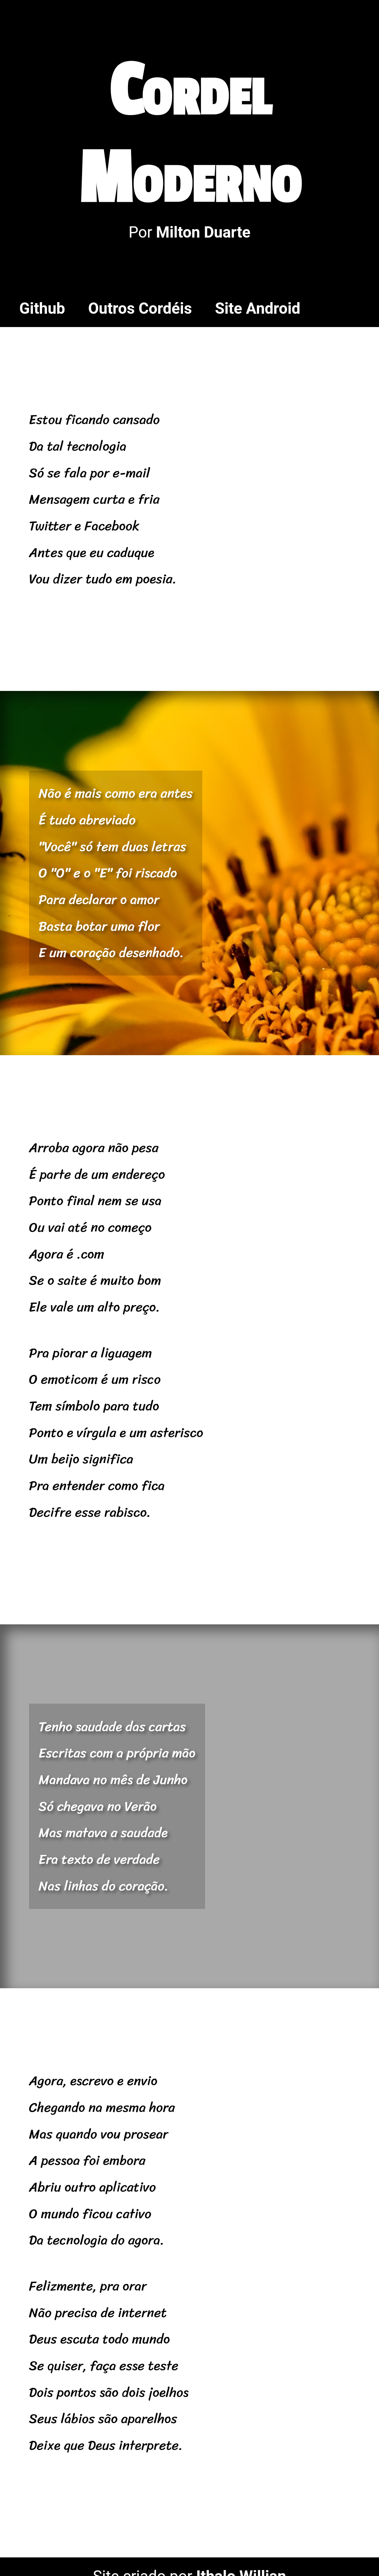 Cordel
Moderno
Por Milton Duarte
Github Outros Cordéis Site Android
Estou ficando cansado
Da tal tecnologia
Só se fala por e-mail
Mensagem curta e fria
Twitter e Facebook
Antes que eu caduque
Vou dizer tudo em poesia.
Não é mais como era antes
É tudo abreviado
"Você" só tem duas letras
O "O" e o "E" foi riscado
Para declarar o amor
Basta botar uma flor
E um coração desenhado.
Arroba agora não pesa
É parte de um endereço
Ponto final nem se usa
Ou vai até no começo
Agora é .com
Se o saite é muito bom
Ele vale um alto preço.
Pra piorar a liguagem
O emoticom é um risco
Tem símbolo para tudo
Ponto e vírgula e um asterisco
Um beijo significa
Pra entender como fica
Decifre esse rabisco.
Tenho saudade das cartas
Escritas com a própria mão
Mandava no mês de Junho
Só chegava no Verão
Mas matava a saudade
Era texto de verdade
Nas linhas do coração.
Agora, escrevo e envio
Chegando na mesma hora
Mas quando vou prosear
A pessoa foi embora
Abriu outro aplicativo
O mundo ficou cativo
Da tecnologia do agora.
Felizmente, pra orar
Não precisa de internet
Deus escuta todo mundo
Se quiser, faça esse teste
Dois pontos são dois joelhos
Seus lábios são aparelhos
Deixe que Deus interprete.
Site criado por Ithalo Willian